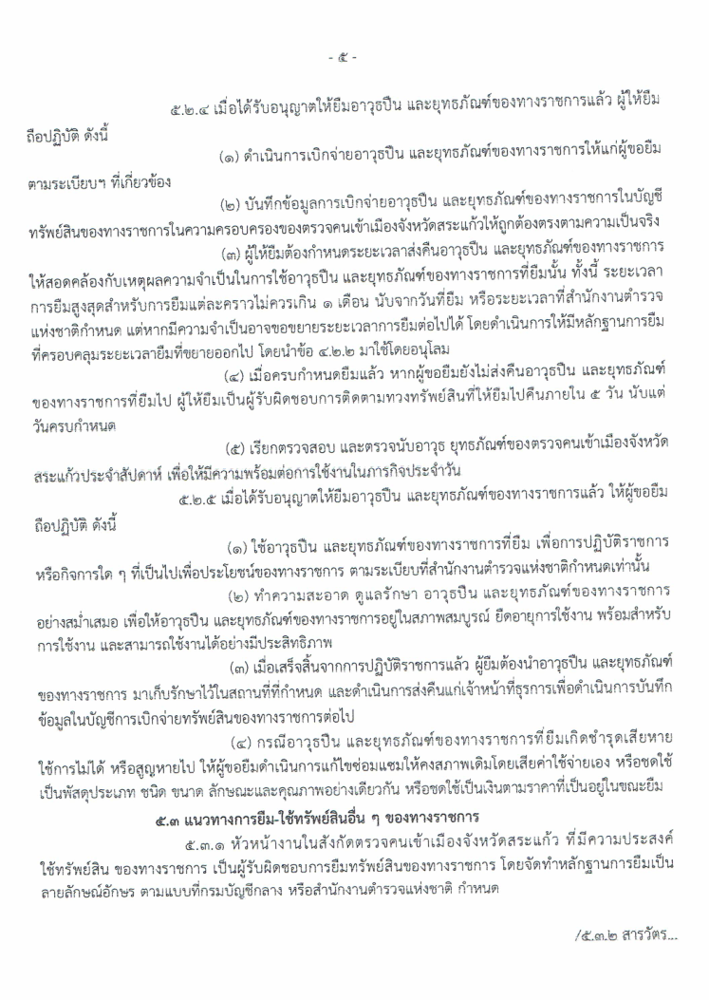 - ๕ -
๕.๒.๔ เมื่อได้รับอนุญาตให้ยืมอาวุธปืน และยุทธภัณฑ์ของทางราชการแล้ว ผู้ให้ยืม
ถือปฏิบัติ ดังนี้
(๑) ดำเนินการเบิกจ่ายอาวุธปืน และยุทธภัณฑ์ของทางราชการให้แก่ผู้ขอยืม
ตามระเบียบฯ ที่เกี่ยวข้อง
(๒) บันทึกข้อมูลการเบิกจ่ายอาวุธปืน และยุทธภัณฑ์ของทางราชการในบัญชี
ทรัพย์สินของทางราชการในความครอบครองของตรวจคนเข้าเมืองจังหวัดสระแก้วให้ถูกต้องตรงตามความเป็นจริง
(๓) ผู้ให้ยืมต้องกำหนดระยะเวลาส่งคืนอาวุธปืน และยุทธภัณฑ์ของทางราชการ
ให้สอดคล้องกับเหตุผลความจำเป็นในการใช้อาวุธปืน และยุทธภัณฑ์ของทางราชการที่ยืมนั้น ทั้งนี้ ระยะเวลา
การยืมสูงสุดสำหรับการยืมแต่ละคราวไม่ควรเกิน ๑ เดือน นับจากวันที่ยืม หรือระยะเวลาที่สำนักงานตำรวจ
แห่งชาติกำหนด แต่หากมีความจำเป็นอาจขอขยายระยะเวลาการยืมต่อไปได้ โดยดำเนินการให้มีหลักฐานการยืม
ที่ครอบคลุมระยะเวลายืมที่ขยายออกไป โดยนำข้อ ๔.๒.๒ มาใช้โดยอนุโลม
(๔) เมื่อครบกำหนดยืมแล้ว หากผู้ขอยืมยังไม่ส่งคืนอาวุธปืน และยุทธภัณฑ์
ของทางราชการที่ยืมไป ผู้ให้ยืมเป็นผู้รับผิดชอบการติดตามทวงทรัพย์สินที่ให้ยืมไปคืนภายใน ๕ วัน นับแต่
วันครบกำหนด
(๕) เรียกตรวจสอบ และตรวจนับอาวุธ ยุทธภัณฑ์ของตรวจคนเข้าเมืองจังหวัด
สระแก้วประจำสัปดาห์ เพื่อให้มีความพร้อมต่อการใช้งานในภารกิจประจำวัน
๕.๒.๕ เมื่อได้รับอนุญาตให้ยืมอาวุธปืน และยุทธภัณฑ์ของทางราชการแล้ว ให้ผู้ขอยืม
ถือปฏิบัติ ดังนี้
(๑) ใช้อาวุธปืน และยุทธภัณฑ์ของทางราชการที่ยืม เพื่อการปฏิบัติราชการ
หรือกิจการใด ๆ ที่เป็นไปเพื่อประโยชน์ของทางราชการ ตามระเบียบที่สำนักงานตำรวจแห่งชาติกำหนดเท่านั้น
(๒) ทำความสะอาด ดูแลรักษา อาวุธปืน และยุทธภัณฑ์ของทางราชการ
อย่างสม่ำเสมอ เพื่อให้อาวุธปืน และยุทธภัณฑ์ของทางราชการอยู่ในสภาพสมบูรณ์ ยืดอายุการใช้งาน พร้อมสำหรับ
การใช้งาน และสามารถใช้งานได้อย่างมีประสิทธิภาพ
(๓) เมื่อเสร็จสิ้นจากการปฏิบัติราชการแล้ว ผู้ยืมต้องนำอาวุธปืน และยุทธภัณฑ์
ของทางราชการ มาเก็บรักษาไว้ในสถานที่ที่กำหนด และดำเนินการส่งคืนแก่เจ้าหน้าที่ธุรการเพื่อดำเนินการบันทึก
ข้อมูลในบัญชีการเบิกจ่ายทรัพย์สินของทางราชการต่อไป
(๔) กรณีอาวุธปืน และยุทธภัณฑ์ของทางราชการที่ยืมเกิดชำรุดเสียหาย
ใช้การไม่ได้ หรือสูญหายไป ให้ผู้ขอยืมดำเนินการแก้ไขซ่อมแซมให้คงสภาพเดิมโดยเสียค่าใช้จ่ายเอง หรือชดใช้
เป็นพัสดุประเภท ชนิด ขนาด ลักษณะและคุณภาพอย่างเดียวกัน หรือชดใช้เป็นเงินตามราคาที่เป็นอยู่ในขณะยืม
๕.๓ แนวทางการยืม-ใช้ทรัพย์สินอื่น ๆ ของทางราชการ
๕.๓.๑ หัวหน้างานในสังกัดตรวจคนเข้าเมืองจังหวัดสระแก้ว ที่มีความประสงค์
ใช้ทรัพย์สิน ของทางราชการ เป็นผู้รับผิดชอบการยืมทรัพย์สินของทางราชการ โดยจัดทำหลักฐานการยืมเป็น
ลายลักษณ์อักษร ตามแบบที่กรมบัญชีกลาง หรือสำนักงานตำรวจแห่งชาติ กำหนด
/๕.๓.๒ สารวัตร...